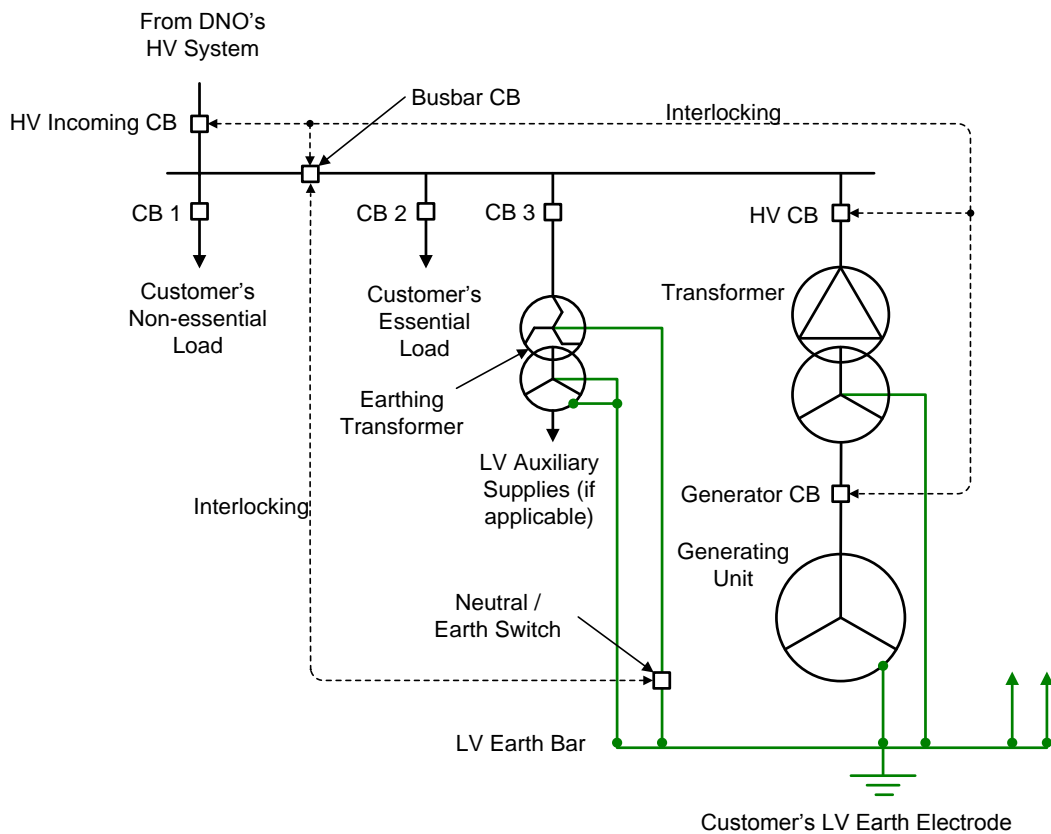 From DNO's
HV System
HV Incoming CB
Busbar CB
Interlocking
CB 1
CB 2
CB 3
HV CB
Customer's
Non-essential
Load
Customer's
Essential
Load
Transformer
Earthing
Transformer
LV Auxiliary
Supplies (if
applicable)
Generator CB
Interlocking
Generating
Unit
Neutral /
Earth Switch
LV Earth Bar
Customer's LV Earth Electrode